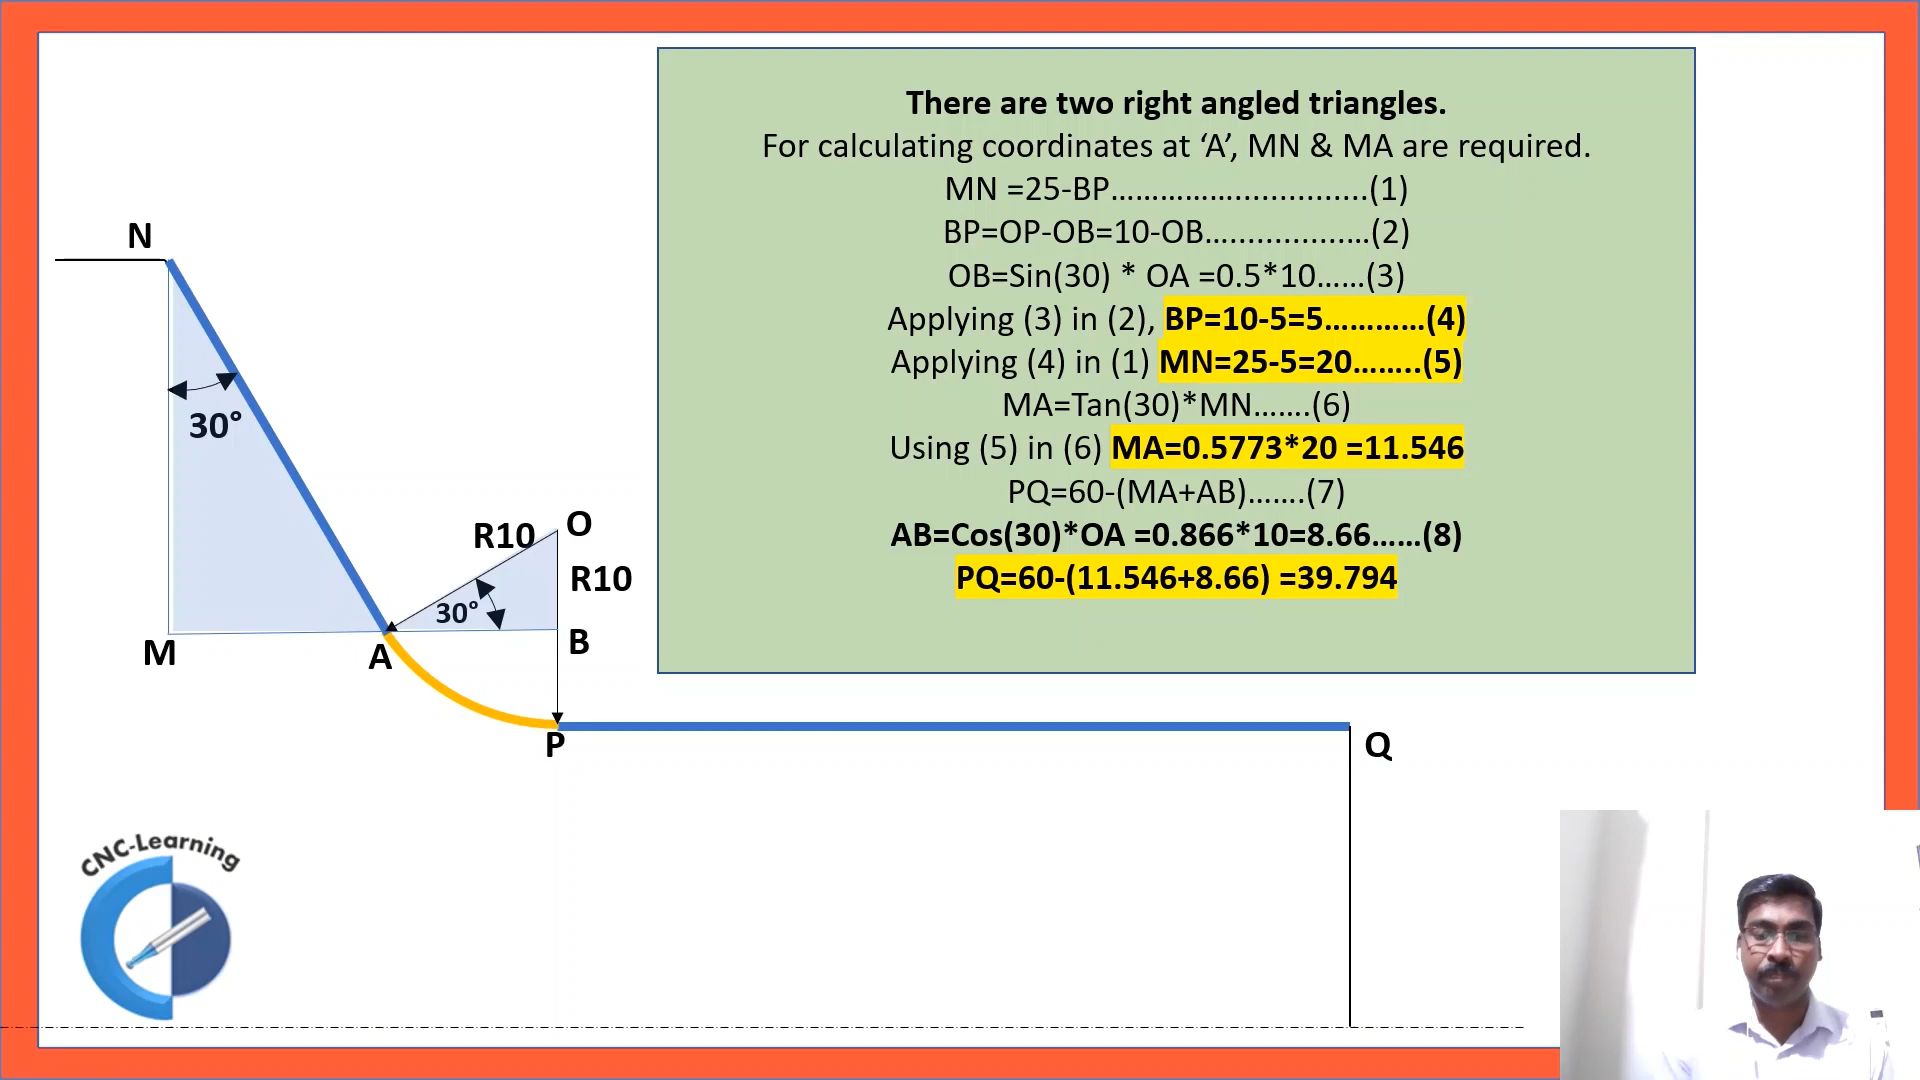 There are two right angled triangles.
For calculating coordinates at ‘A’, MN & MA are required.
MN =25-BP……………...............(1)
BP=OP-OB=10-OB…..................…(2)
OB=Sin(30) * OA =0.5*10……(3)
Applying (3) in (2), BP=10-5=5…………(4)
Applying (4) in (1) MN=25-5=20……..(5)
MA=Tan(30)*MN…….(6)
Using (5) in (6) MA=0.5773*20 =11.546
PQ=60-(MA+AB)…….(7)
AB=Cos(30)*OA =0.866*10=8.66……(8)
PQ=60-(11.546+8.66) =39.794
N
30°
R10
O
R10
30°
M
A
B
P
Q
CNC-Learning